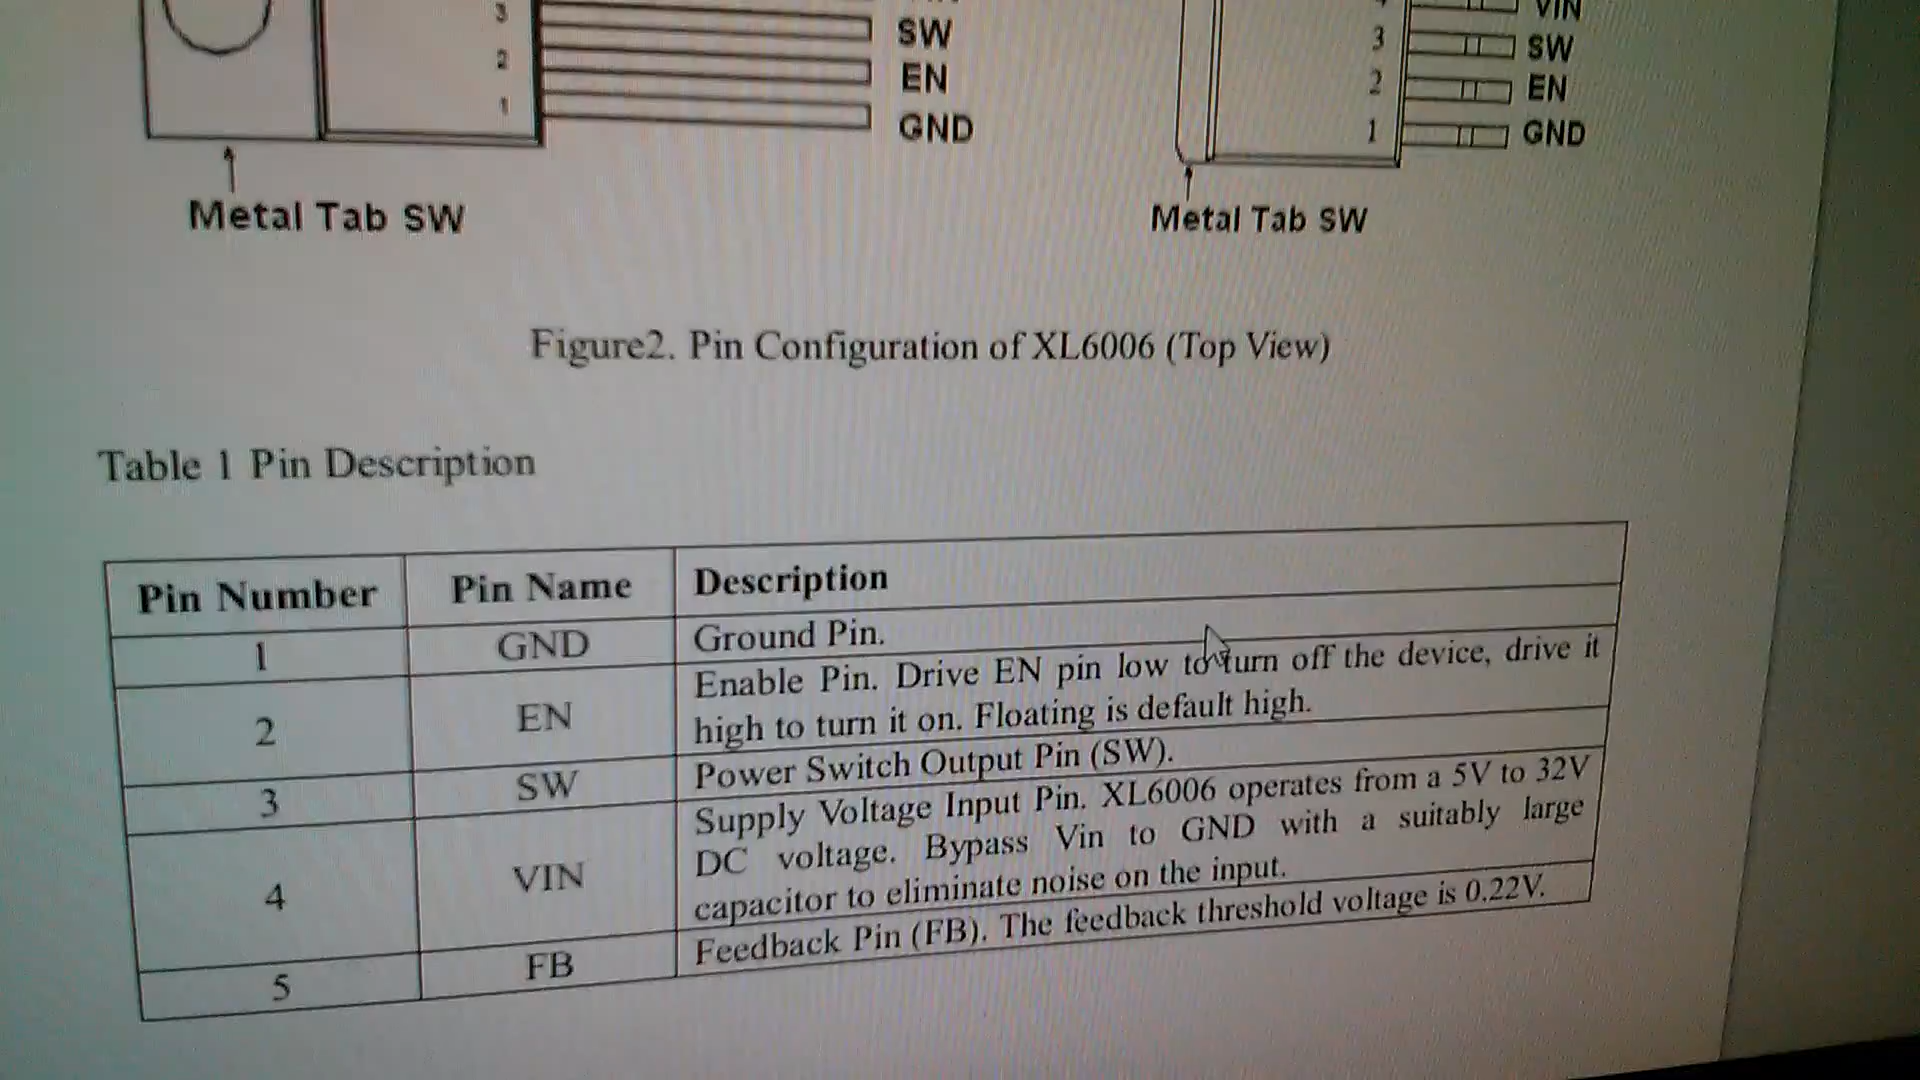 3
SW
2
EN
1
GND
Metal Tab SW
VIN
3
SW
2
EN
1
GND
Metal Tab SW
Figure2. Pin Configuration of XL6006 (Top View)
Table 1 Pin Description
Pin Number Pin Name Description
1 GND Ground Pin.
2 EN Enable Pin. Drive EN pin low to turn off the device, drive it
high to turn it on. Floating is default high.
3 SW Power Switch Output Pin (SW).
4 VIN Supply Voltage Input Pin. XL6006 operates from a 5V to 32V
DC voltage. Bypass Vin to GND with a suitably large
capacitor to eliminate noise on the input.
5 FB Feedback Pin (FB). The feedback threshold voltage is 0.22V.